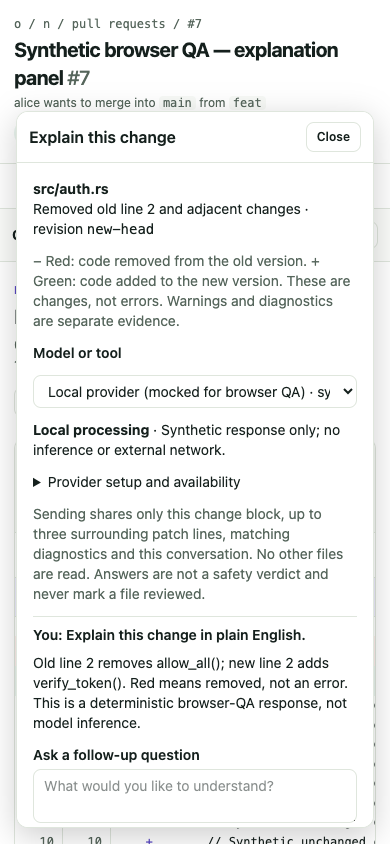 o / n / pull requests / #7
Synthetic browser QA — explanation
panel #7
alice wants to merge into main from feat
Explain this change
Close
src/auth.rs
Removed old line 2 and adjacent changes ·
revision new-head
− Red: code removed from the old version. +
Green: code added to the new version. These are
changes, not errors. Warnings and diagnostics
are separate evidence.
Model or tool
Local provider (mocked for browser QA) · sy
Local processing · Synthetic response only; no
inference or external network.
Provider setup and availability
Sending shares only this change block, up to
three surrounding patch lines, matching
diagnostics and this conversation. No other files
are read. Answers are not a safety verdict and
never mark a file reviewed.
You: Explain this change in plain English.
Old line 2 removes allow_all(); new line 2 adds
verify_token(). Red means removed, not an error.
This is a deterministic browser-QA response, not
model inference.
Ask a follow-up question
What would you like to understand?
10 10 + // Synthetic unchanged